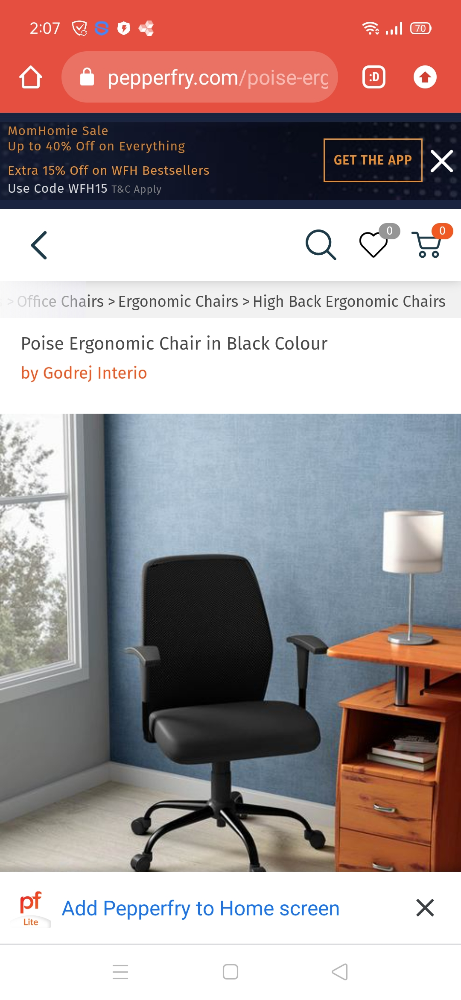 2:07
70
pepperfry.com/poise-erg
:D
MomHomie Sale
Up to 40% Off on Everything
Extra 15% Off on WFH Bestsellers
Use Code WFH15 T&C Apply
GET THE APP
0
0
> Office Chairs > Ergonomic Chairs > High Back Ergonomic Chairs
Poise Ergonomic Chair in Black Colour
by Godrej Interio
pf
Lite
Add Pepperfry to Home screen